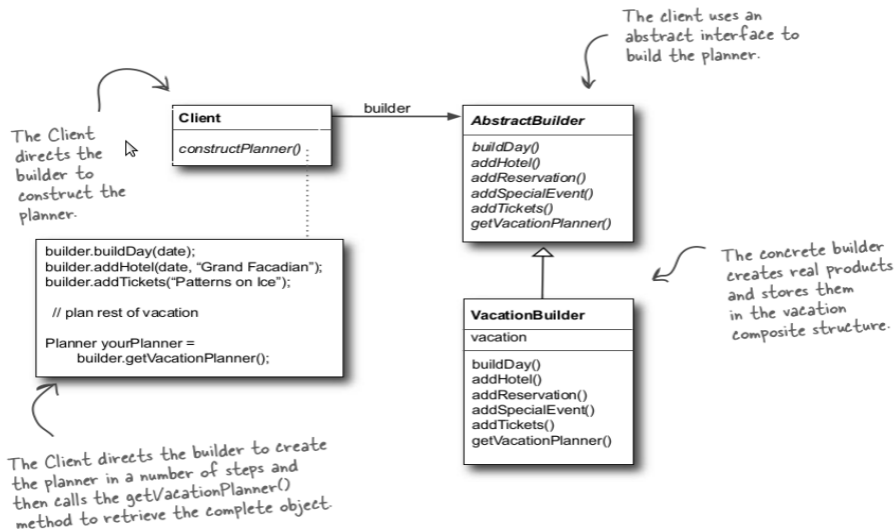 The client uses an
abstract interface to
build the planner.
Client
constructPlanner()
builder
AbstractBuilder
buildDay()
addHotel()
addReservation()
addSpecialEvent()
addTickets()
getVacationPlanner()
The Client
directs the
builder to
construct the
planner.
builder.buildDay(date);
builder.addHotel(date, “Grand Facadian”);
builder.addTickets(“Patterns on Ice”);
// plan rest of vacation
Planner yourPlanner =
builder.getVacationPlanner();
The concrete builder
creates real products
and stores them
in the vacation
composite structure.
VacationBuilder
vacation
buildDay()
addHotel()
addReservation()
addSpecialEvent()
addTickets()
getVacationPlanner()
The Client directs the builder to create
the planner in a number of steps and
then calls the getVacationPlanner()
method to retrieve the complete object.